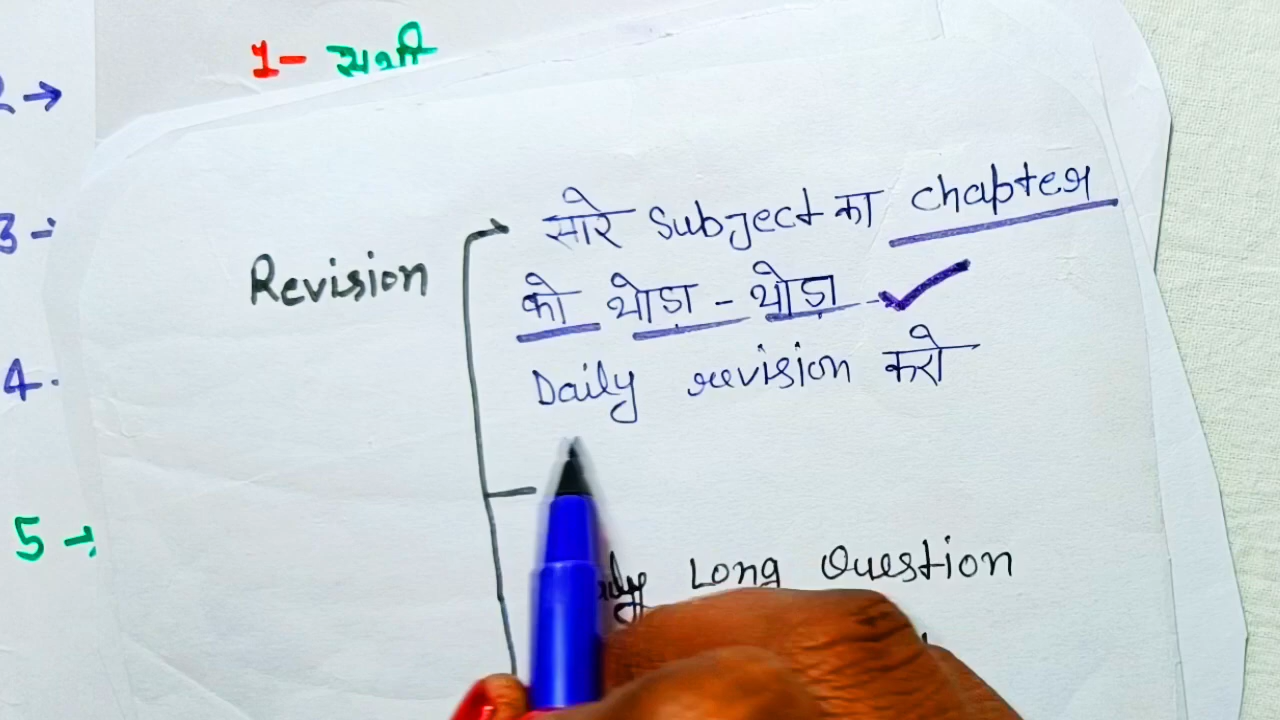 1- सभी
2 →
3 →
4.
5 →
Revision
सारे subject का chapter
को थोड़ा - थोड़ा
Daily revision करो
Long Question